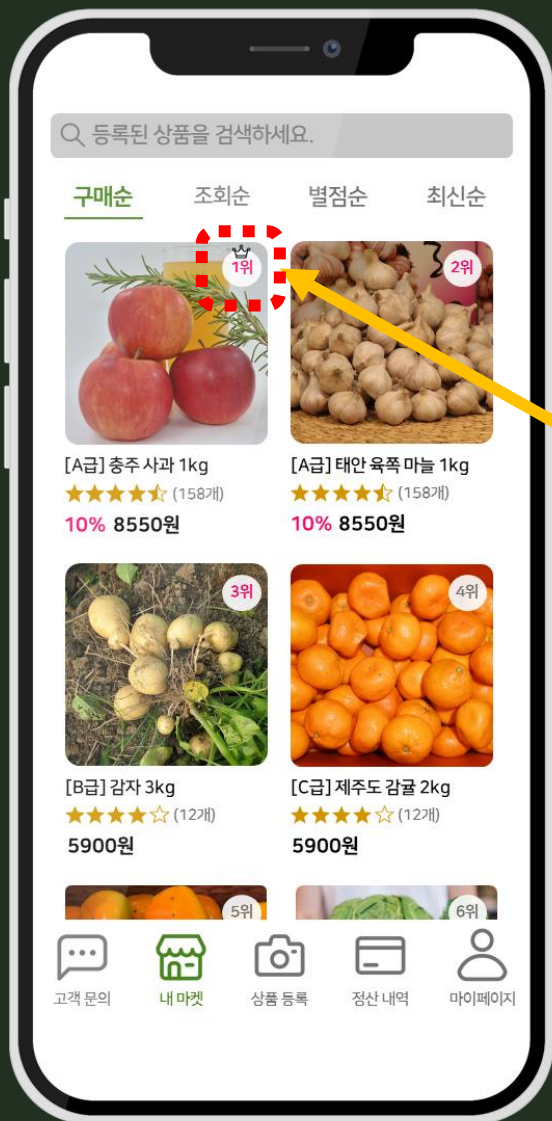 등록된 상품을 검색하세요.
구매순 조회순 별점순 최신순
1위 2위
[A급] 충주 사과 1kg [A급] 태안 육쪽 마늘 1kg
(158개) (158개)
10% 8550원 10% 8550원
3위 4위
[B급] 감자 3kg [C급] 제주도 감귤 2kg
(12개) (12개)
5900원 5900원
5위 6위
고객 문의 내 마켓 상품 등록 정산 내역 마이페이지